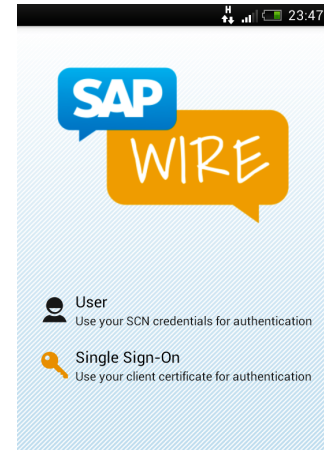 H
23:47
SAP
WIRE
User
Use your SCN credentials for authentication
Single Sign-On
Use your client certificate for authentication